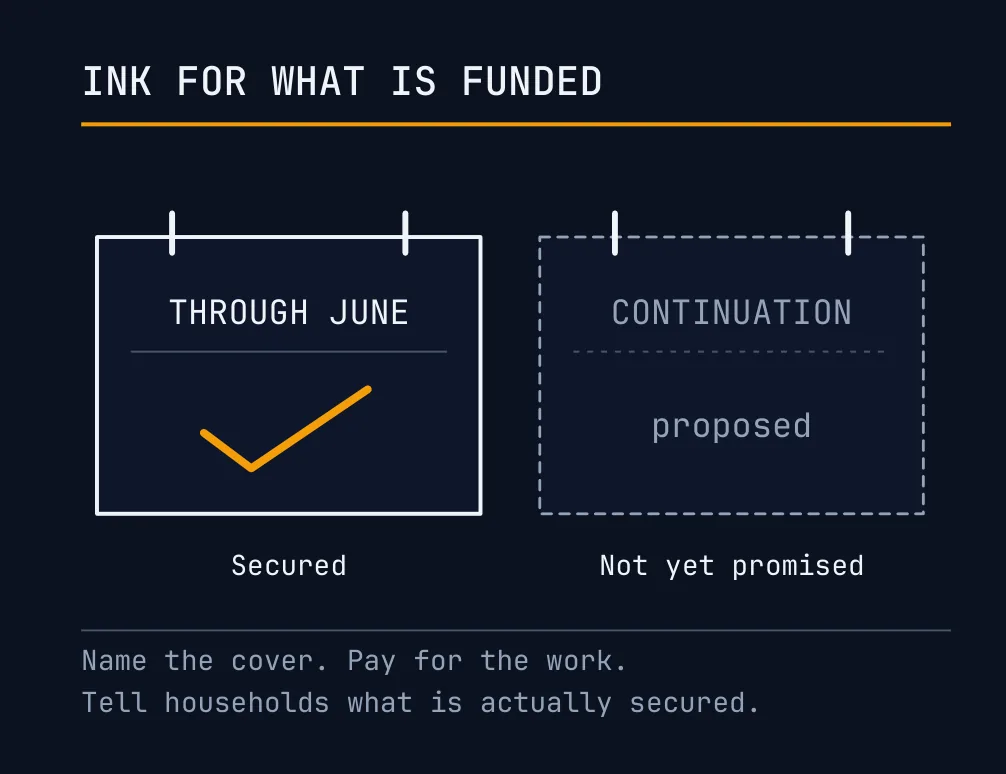 INK FOR WHAT IS FUNDED
THROUGH JUNE
CONTINUATION
proposed
Secured
Not yet promised
Name the cover. Pay for the work.
Tell households what is actually secured.